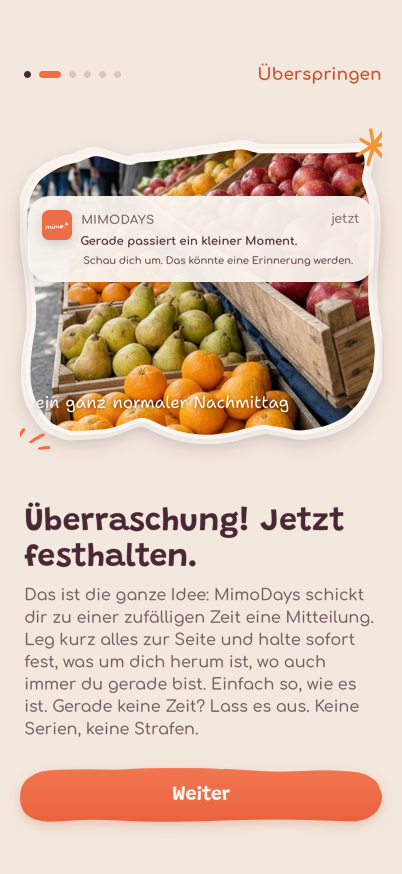 Überspringen
mimo.
MIMODAYS
jetzt
Gerade passiert ein kleiner Moment.
Schau dich um. Das könnte eine Erinnerung werden.
ein ganz normaler Nachmittag
Überraschung! Jetzt
festhalten.
Das ist die ganze Idee: MimoDays schickt
dir zu einer zufälligen Zeit eine Mitteilung.
Leg kurz alles zur Seite und halte sofort
fest, was um dich herum ist, wo auch
immer du gerade bist. Einfach so, wie es
ist. Gerade keine Zeit? Lass es aus. Keine
Serien, keine Strafen.
Weiter